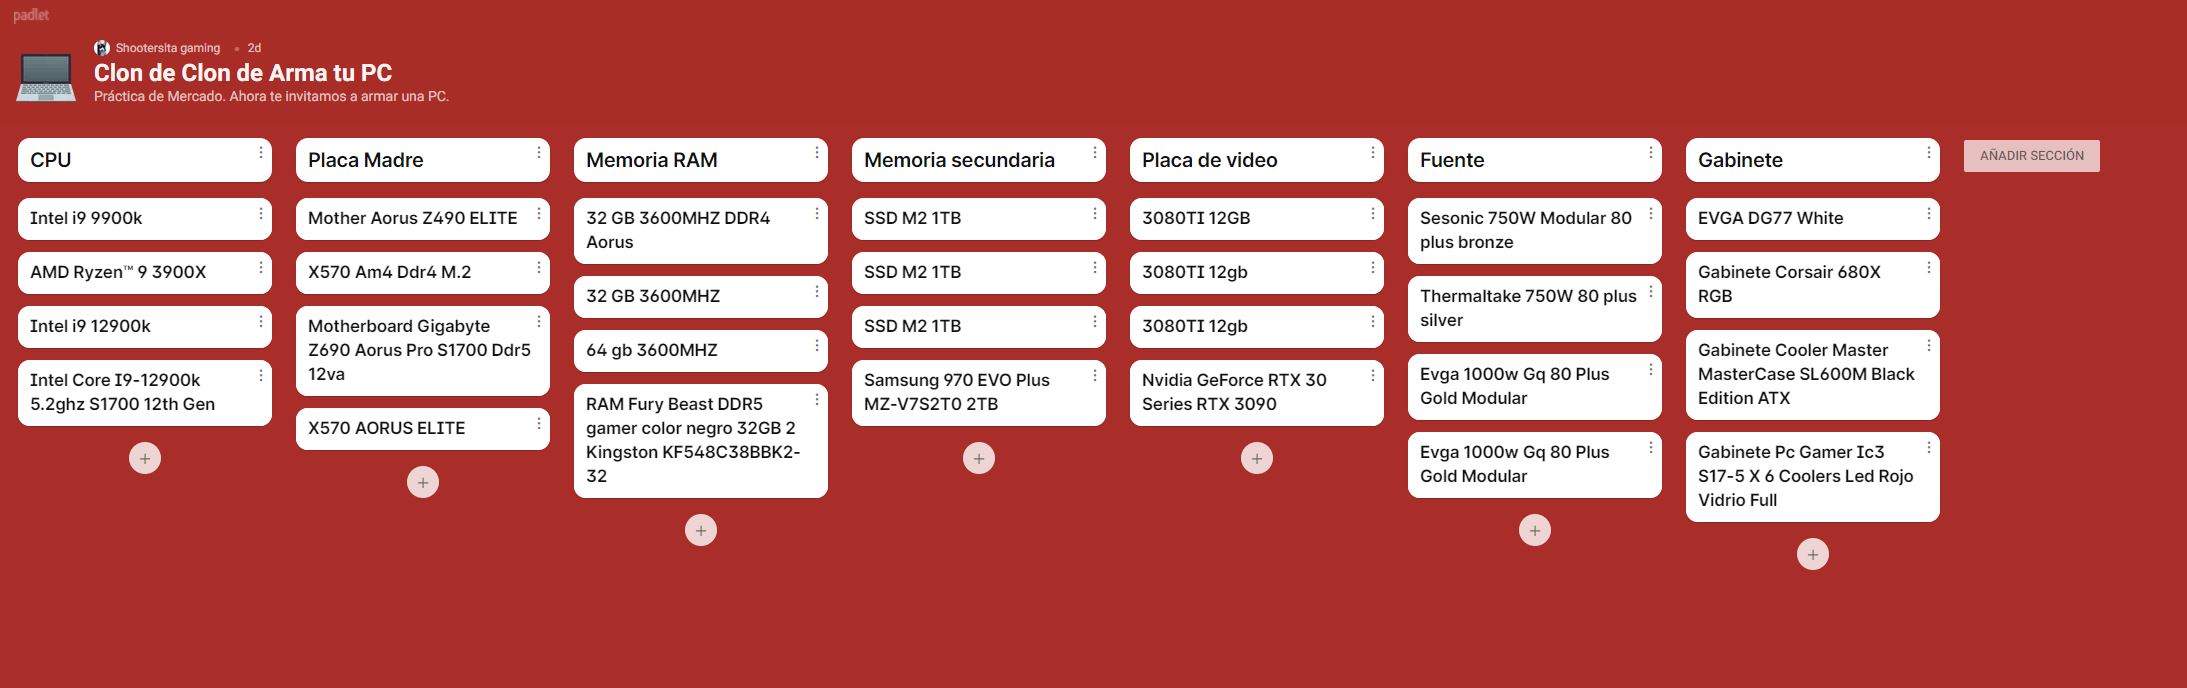 padlet
Shootersita gaming • 2d
Clon de Clon de Arma tu PC
Práctica de Mercado. Ahora te invitamos a armar una PC.
CPU
Intel i9 9900k
AMD Ryzen™ 9 3900X
Intel i9 12900k
Intel Core I9-12900k
5.2ghz S1700 12th Gen
Placa Madre
Mother Aorus Z490 ELITE
X570 Am4 Ddr4 M.2
Motherboard Gigabyte
Z690 Aorus Pro S1700 Ddr5
12va
X570 AORUS ELITE
Memoria RAM
32 GB 3600MHZ DDR4
Aorus
32 GB 3600MHZ
64 gb 3600MHZ
RAM Fury Beast DDR5
gamer color negro 32GB 2
Kingston KF548C38BBK2-
32
Memoria secundaria
SSD M2 1TB
SSD M2 1TB
SSD M2 1TB
Samsung 970 EVO Plus
MZ-V7S2T0 2TB
Placa de video
3080TI 12GB
3080TI 12gb
3080TI 12gb
Nvidia GeForce RTX 30
Series RTX 3090
Fuente
Sesonic 750W Modular 80
plus bronze
Thermaltake 750W 80 plus
silver
Evga 1000w Gq 80 Plus
Gold Modular
Evga 1000w Gq 80 Plus
Gold Modular
Gabinete
EVGA DG77 White
Gabinete Corsair 680X
RGB
Gabinete Cooler Master
MasterCase SL600M Black
Edition ATX
Gabinete Pc Gamer Ic3
S17-5 X 6 Coolers Led Rojo
Vidrio Full
AÑADIR SECCIÓN